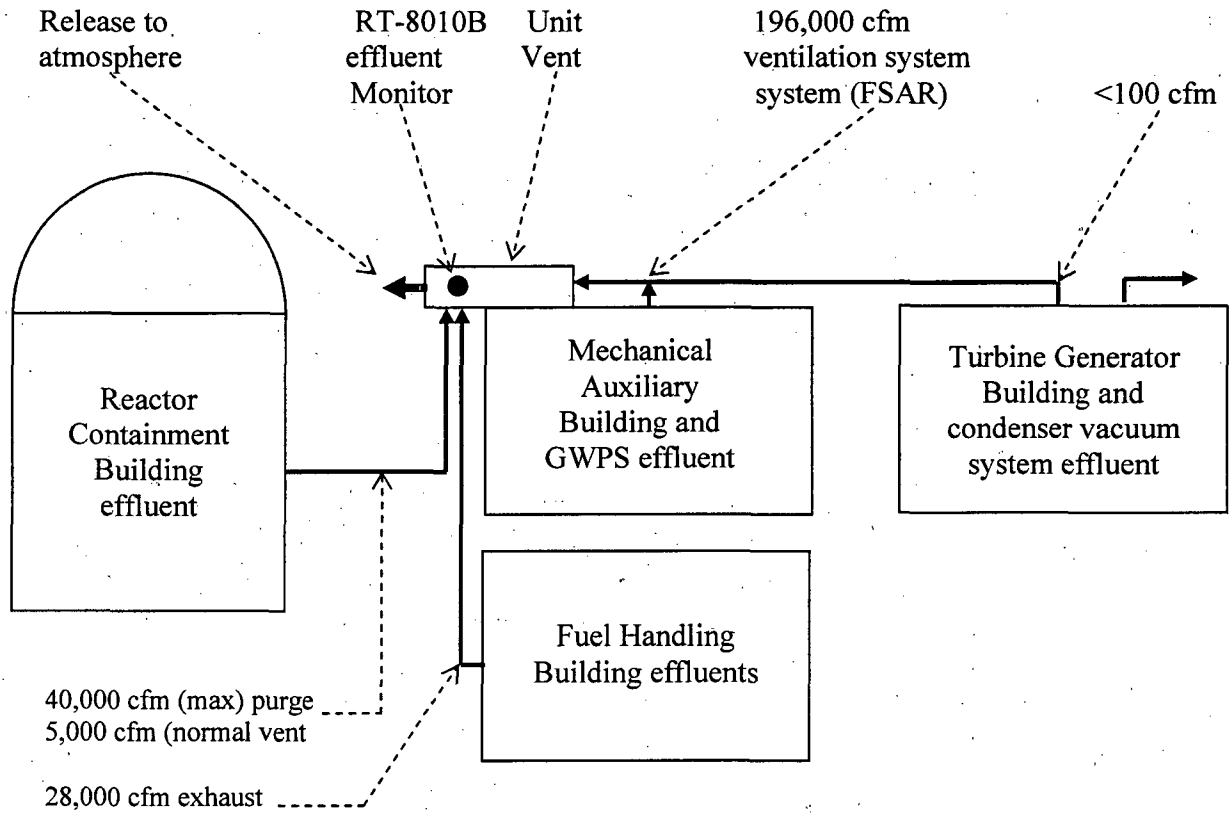 Release to
atmosphere
RT-8010B
effluent
Monitor
Unit
Vent
196,000 cfm
ventilation system
system (FSAR)
<100 cfm
Reactor
Containment
Building
effluent
Mechanical
Auxiliary
Building and
GWPS effluent
Turbine Generator
Building and
condenser vacuum
system effluent
Fuel Handling
Building effluents
40,000 cfm (max) purge
5,000 cfm (normal vent
28,000 cfm exhaust